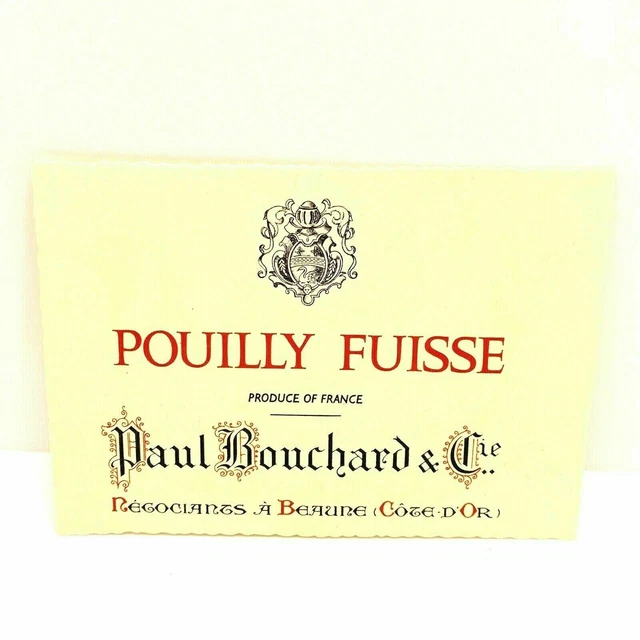 POUILLY FUISSE
PRODUCE OF FRANCE
Paul Bouchard & Cie..
Négociants à Beaune (Côte-d'Or)